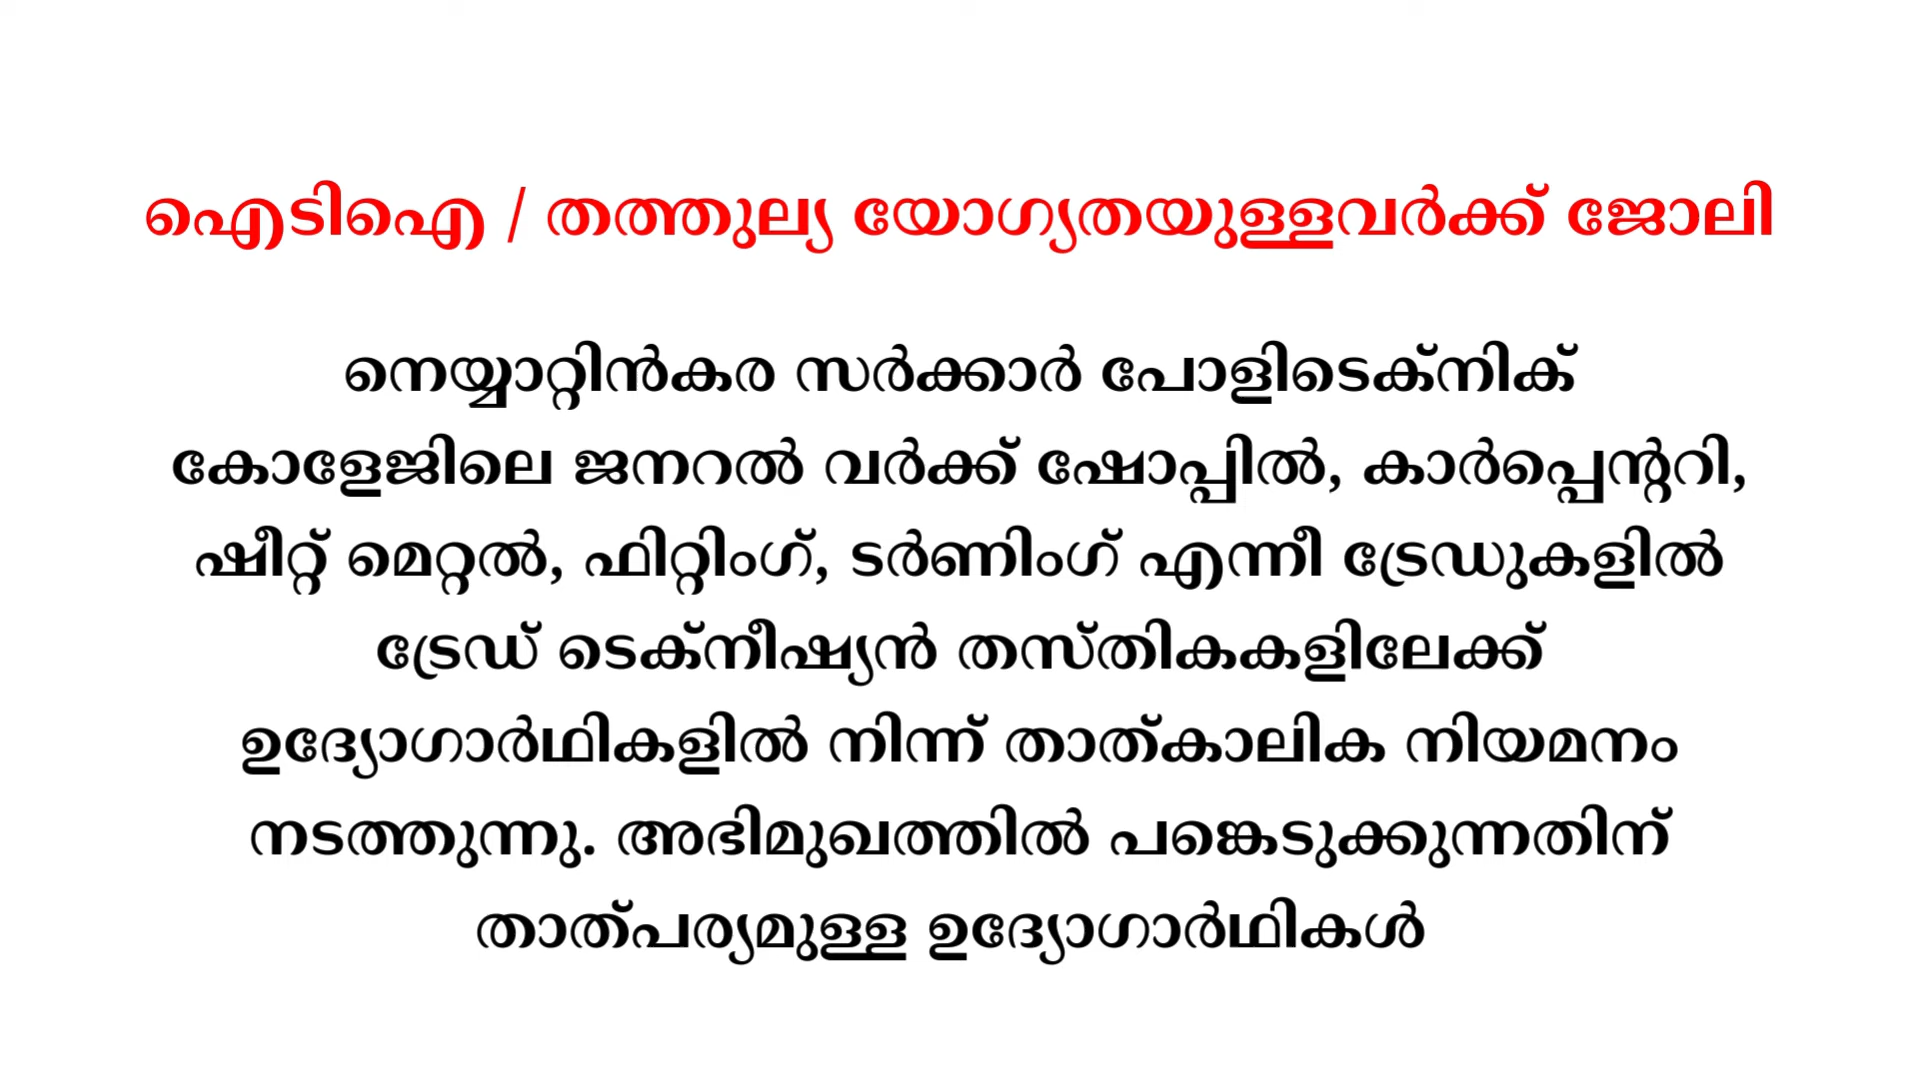 ഐടിഐ / തത്തുല്യ യോഗ്യതയുള്ളവർക്ക് ജോലി
നെയ്യാറ്റിൻകര സർക്കാർ പോളിടെക്നിക്
കോളേജിലെ ജനറൽ വർക്ക് ഷോപ്പിൽ, കാർപ്പെന്ററി,
ഷീറ്റ് മെറ്റൽ, ഫിറ്റിംഗ്, ടർണിംഗ് എന്നീ ട്രേഡുകളിൽ
ട്രേഡ് ടെക്നീഷ്യൻ തസ്തികകളിലേക്ക്
ഉദ്യോഗാർഥികളിൽ നിന്ന് താത്കാലിക നിയമനം
നടത്തുന്നു. അഭിമുഖത്തിൽ പങ്കെടുക്കുന്നതിന്
താത്പര്യമുള്ള ഉദ്യോഗാർഥികൾ